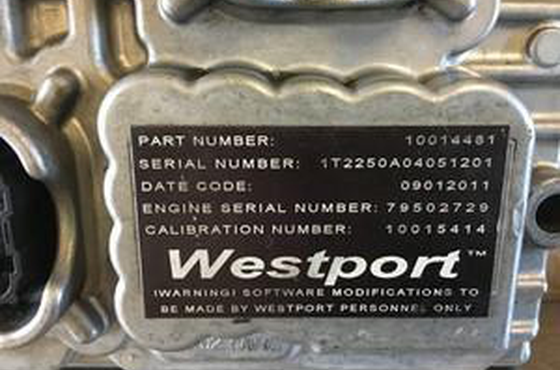 PART NUMBER: 10014481
SERIAL NUMBER: 1T2250A04051201
DATE CODE: 09012011
ENGINE SERIAL NUMBER: 79502729
CALIBRATION NUMBER: 10015414
Westport™
!WARNING! SOFTWARE MODIFICATIONS TO
BE MADE BY WESTPORT PERSONNEL ONLY